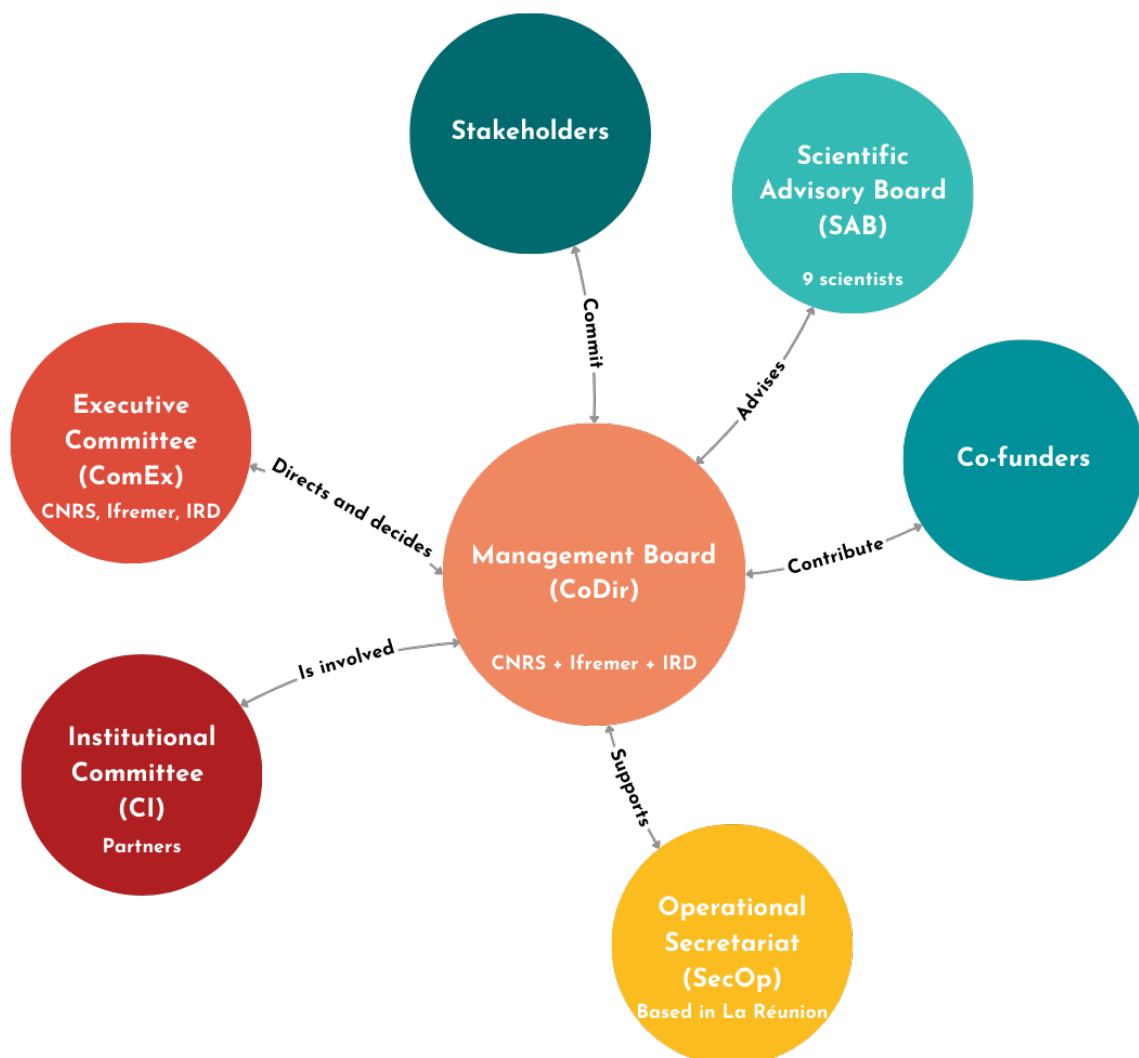 Stakeholders
Scientific
Advisory Board
(SAB)
9 scientists
Commit
Advises
Executive
Committee
(ComEx)
CNRS, Ifremer, IRD
Directs and decides
Co-funders
Contribute
Management Board
(CoDir)
CNRS + Ifremer + IRD
Is involved
Institutional
Committee
(CI)
Partners
Supports
Operational
Secretariat
(SecOp)
Based in La Réunion